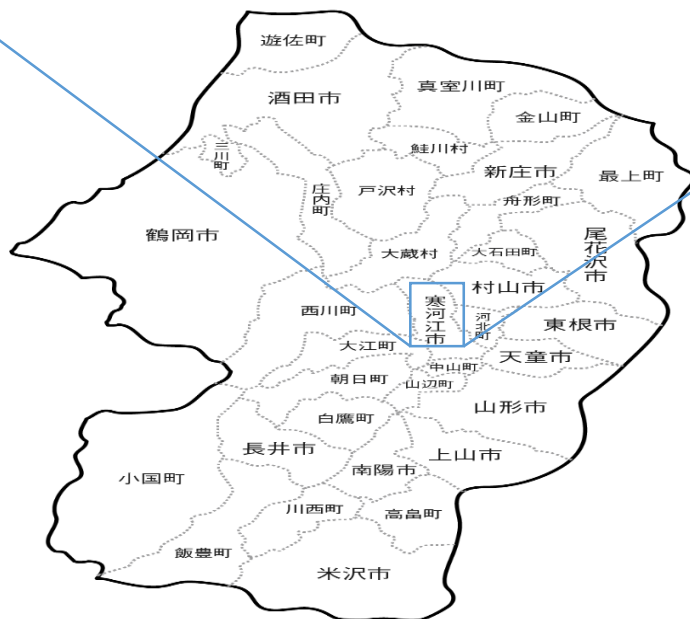 遊佐町
真室川町
酒田市
金山町
三川町
鮭川村
新庄市
最上町
庄内町
戸沢村
舟形町
鶴岡市
尾花沢市
大蔵村
大石田町
村山市
西川町
寒河江市
河北町
東根市
大江町
天童市
中山町
朝日町
山辺町
山形市
白鷹町
長井市
上山市
南陽市
小国町
川西町
高畠町
飯豊町
米沢市